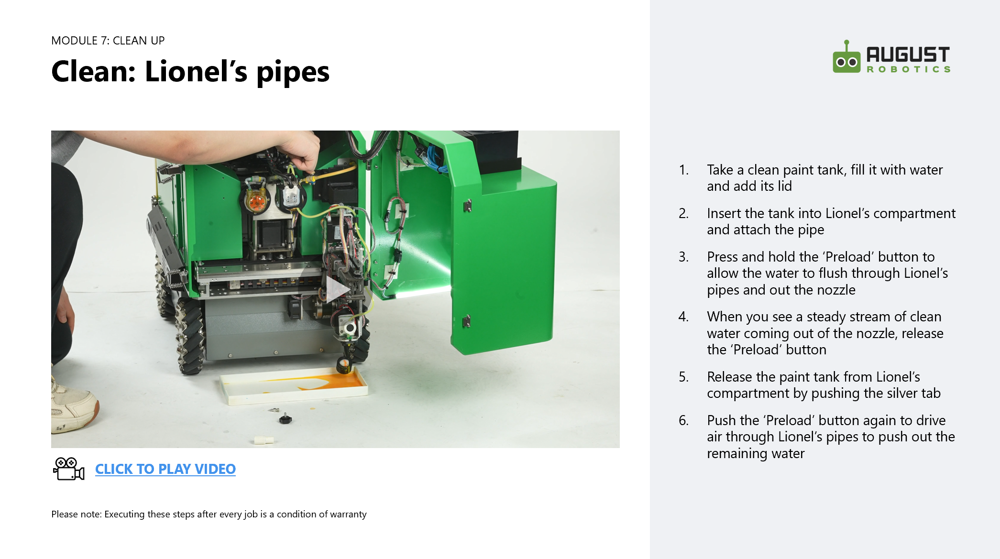 MODULE 7: CLEAN UP
Clean: Lionel’s pipes
AUGUST
ROBOTICS
1. Take a clean paint tank, fill it with water
and add its lid
2. Insert the tank into Lionel’s compartment
and attach the pipe
3. Press and hold the ‘Preload’ button to
allow the water to flush through Lionel’s
pipes and out the nozzle
4. When you see a steady stream of clean
water coming out of the nozzle, release
the ‘Preload’ button
5. Release the paint tank from Lionel’s
compartment by pushing the silver tab
6. Push the ‘Preload’ button again to drive
air through Lionel’s pipes to push out the
remaining water
CLICK TO PLAY VIDEO
Please note: Executing these steps after every job is a condition of warranty